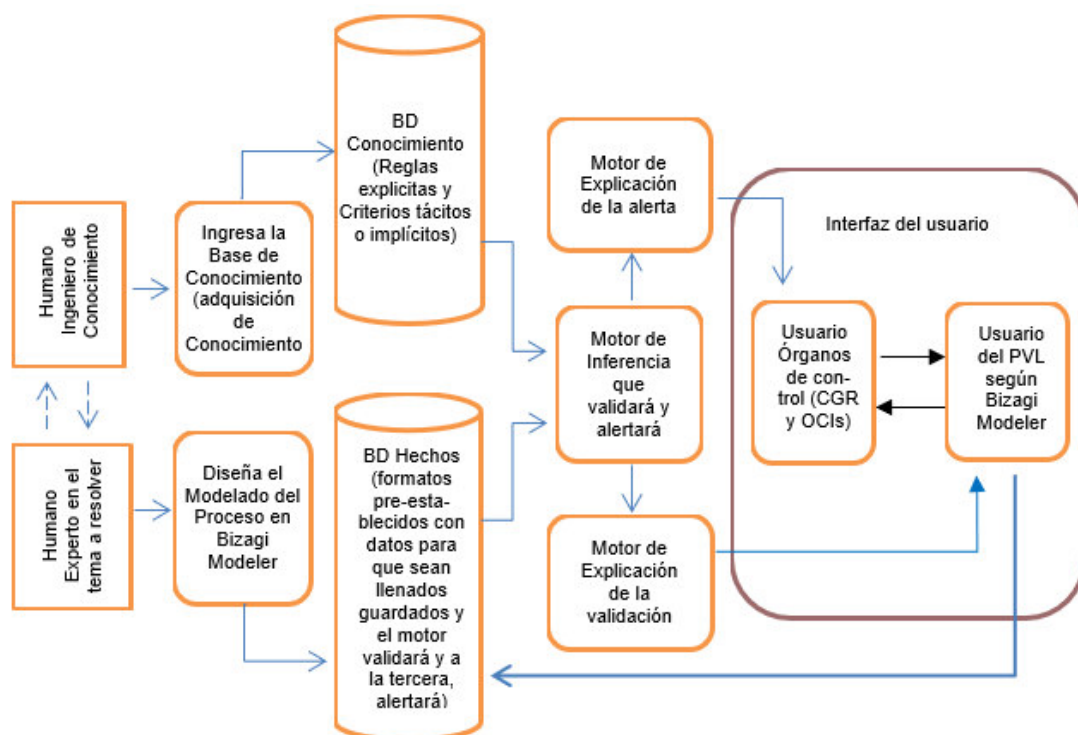 Humano
Ingeniero de
Conocimiento
Humano
Experto en el
tema a resolver
Ingresa la
Base de
Conocimiento
(adquisición
de
Conocimiento
Diseña el
Modelado del
Proceso en
Bizagi
Modeler
BD
Conocimiento
(Reglas
explicitas y
Criterios tácitos
o implícitos)
BD Hechos
(formatos
pre-esta-
blecidos con
datos para
que sean
llenados
guardados y
el motor
validará y a
la tercera,
alertará)
Motor de
Explicación
de la alerta
Motor de
Inferencia
que
validará y
alertará
Motor de
Explicación
de la
validación
Interfaz del usuario
Usuario
Órganos
de con-
trol (CGR
y OCIs)
Usuario
del PVL
según
Bizagi
Modeler